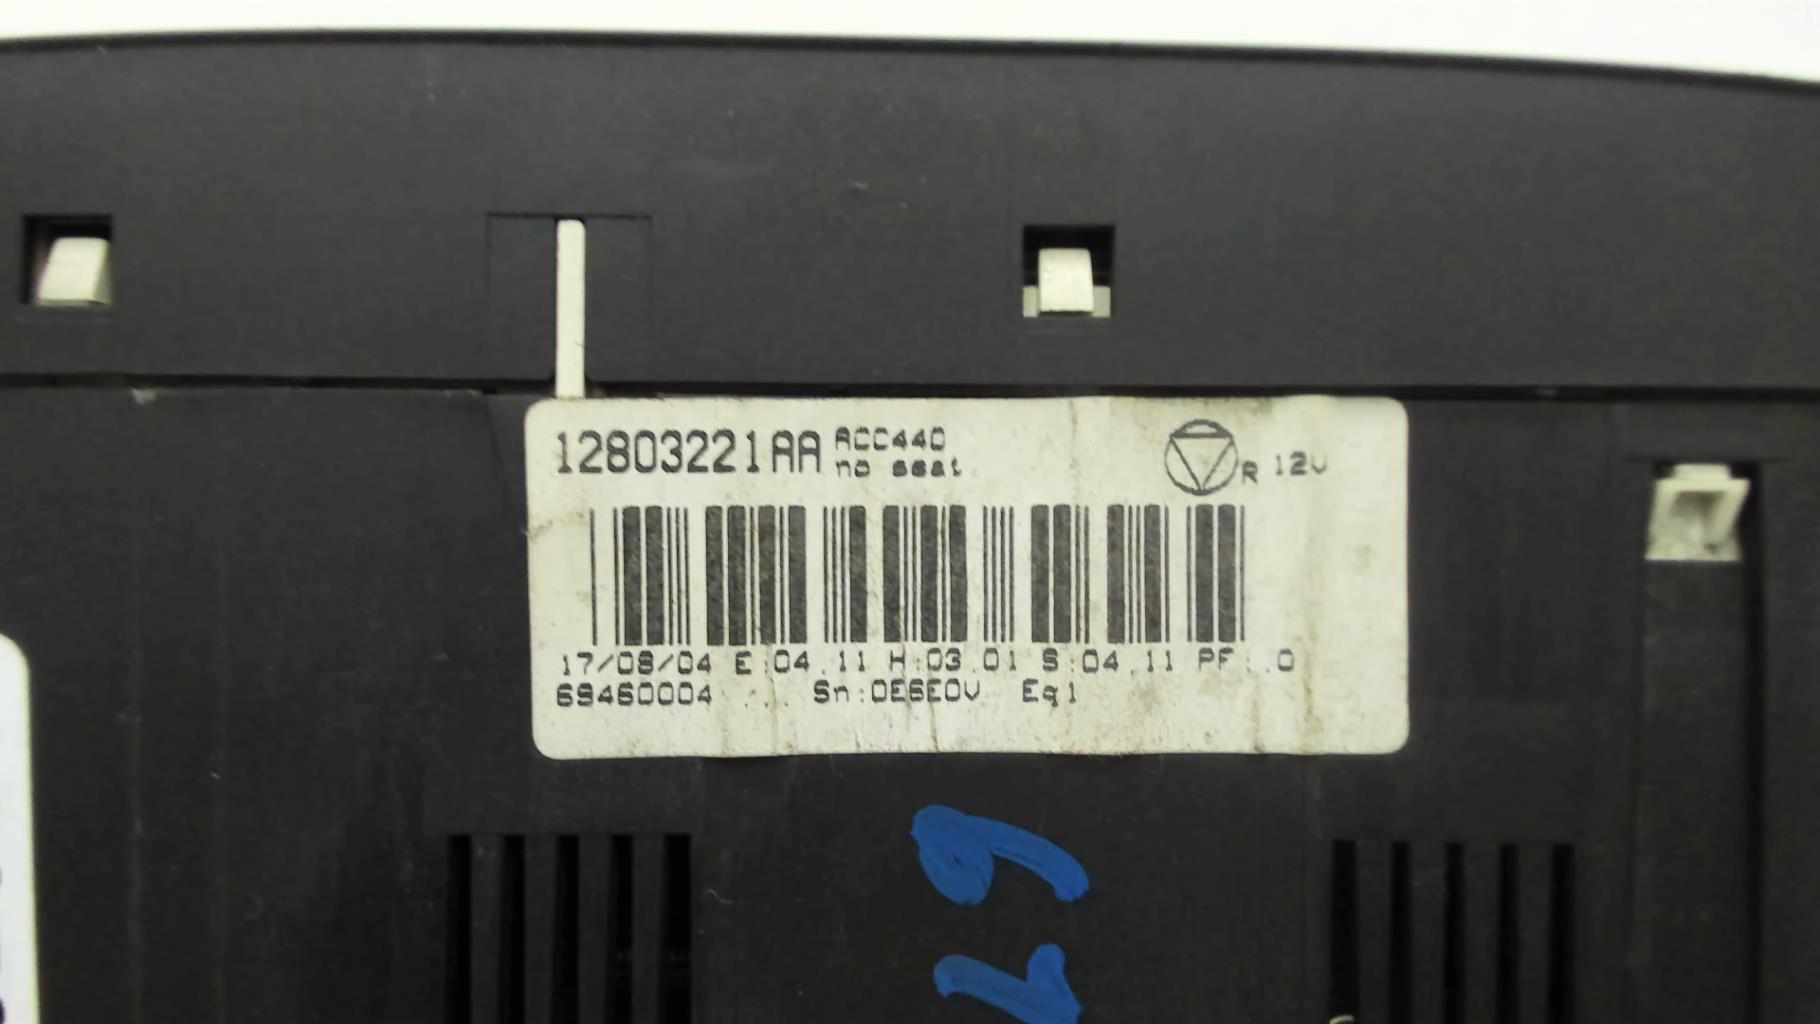 12803221AA ACC440
no seat
R 12V
17/08/04 E:04.11 H:03.01 S:04.11 PF:.0
69460004 ... Sn:0E6E0V Eq1